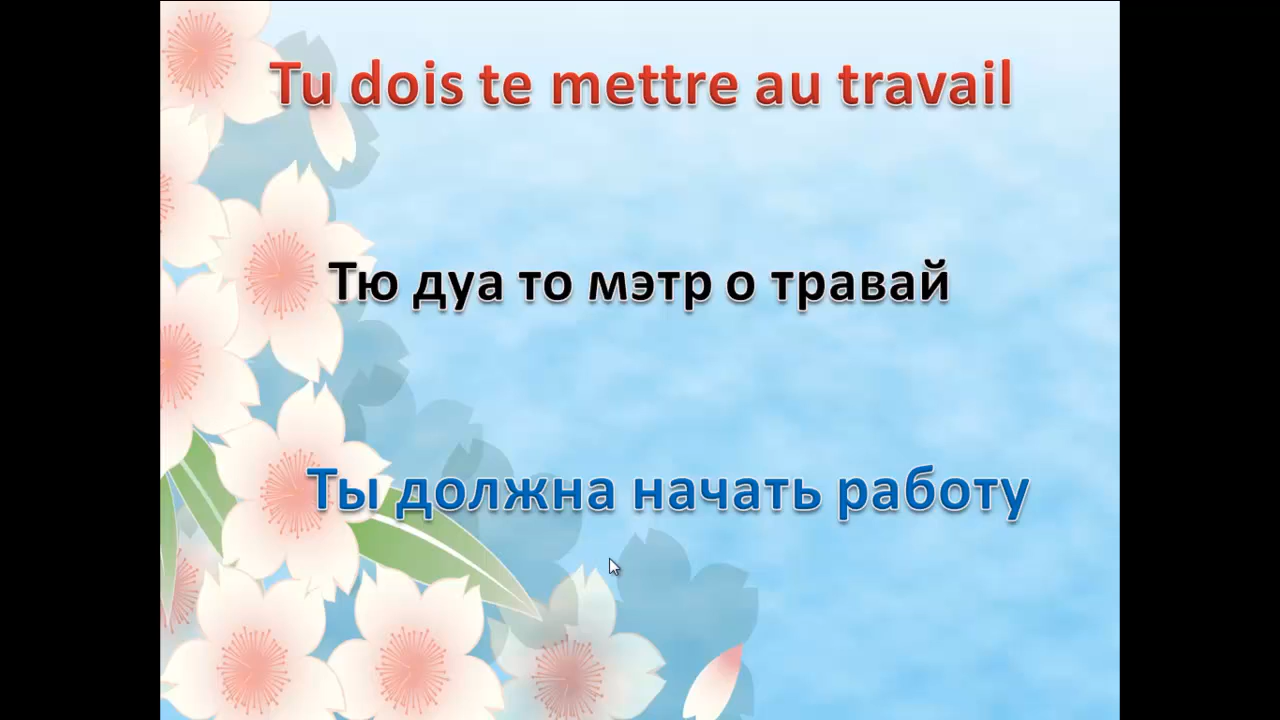 Tu dois te mettre au travail
Тю дуа то мэтр о травай
Ты должна начать работу